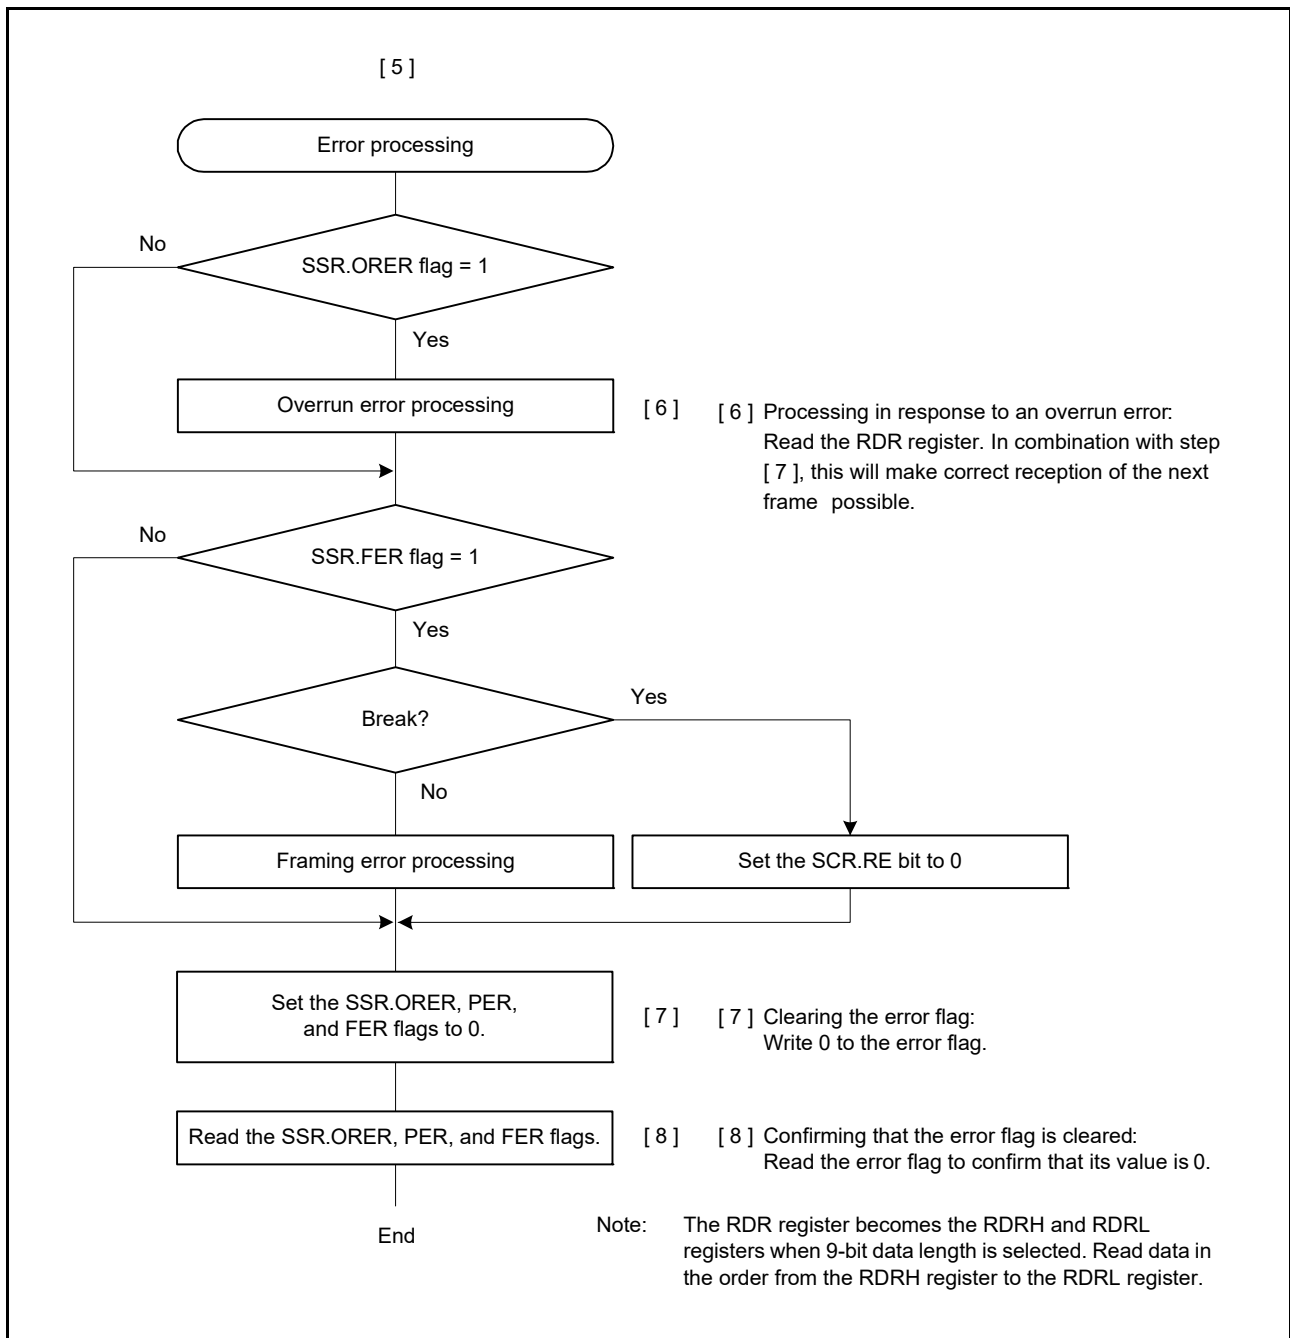 [ 5 ]
Error processing
No
SSR.ORER flag = 1
Yes
Overrun error processing
[ 6 ]
[ 6 ] Processing in response to an overrun error:
Read the RDR register. In combination with step
[ 7 ], this will make correct reception of the next
frame possible.
No
SSR.FER flag = 1
Yes
Break?
Yes
No
Framing error processing
Set the SCR.RE bit to 0
Set the SSR.ORER, PER,
and FER flags to 0.
[ 7 ]
[ 7 ] Clearing the error flag:
Write 0 to the error flag.
Read the SSR.ORER, PER, and FER flags.
[ 8 ]
[ 8 ] Confirming that the error flag is cleared:
Read the error flag to confirm that its value is 0.
End
Note: The RDR register becomes the RDRH and RDRL
registers when 9-bit data length is selected. Read data in
the order from the RDRH register to the RDRL register.